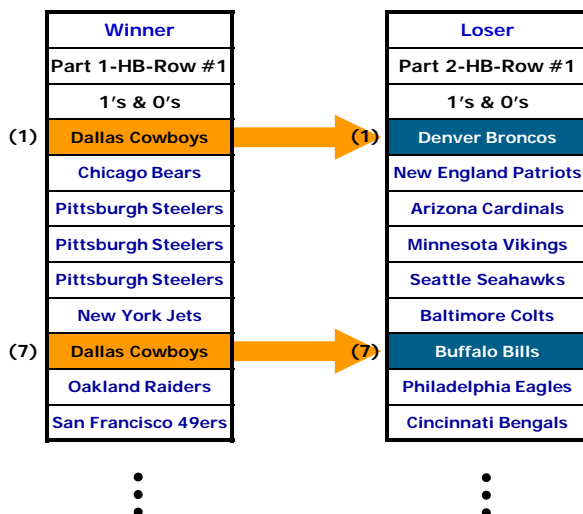 Winner Loser
Part 1-HB-Row #1 Part 2-HB-Row #1
1's & 0's 1's & 0's
(1) Dallas Cowboys (1) Denver Broncos
Chicago Bears New England Patriots
Pittsburgh Steelers Arizona Cardinals
Pittsburgh Steelers Minnesota Vikings
Pittsburgh Steelers Seattle Seahawks
New York Jets Baltimore Colts
(7) Dallas Cowboys (7) Buffalo Bills
Oakland Raiders Philadelphia Eagles
San Francisco 49ers Cincinnati Bengals